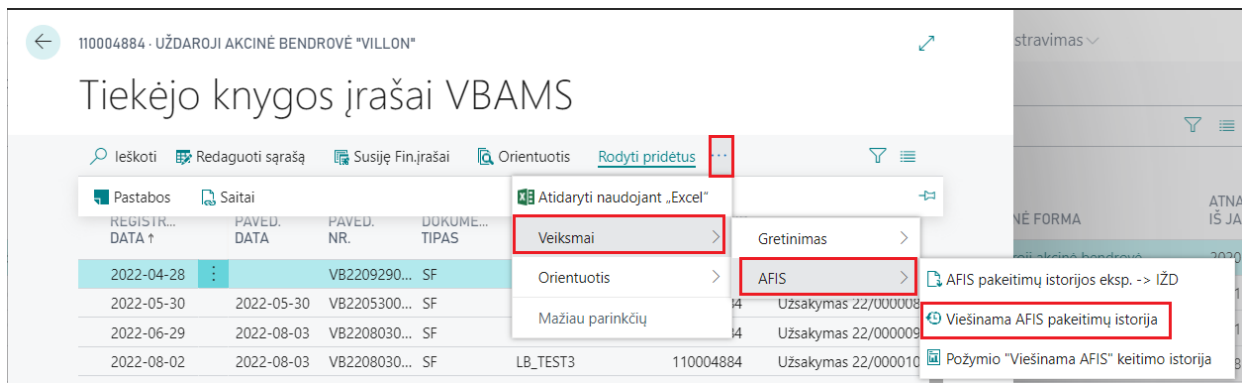 110004884 · UŽDAROJI AKCINĖ BENDROVĖ "VILLON"
stravimas
Tiekėjo knygos įrašai VBAMS
Ieškoti Redaguoti sąrašą Susiję Fin.įrašai Orientuotis Rodyti pridėtus ...
Pastabos Saitai Atidaryti naudojant „Excel"
REGISTR... DATA ↑ PAVED. DATA PAVED. NR. DOKUME... TIPAS
NĖ FORMA
ATNA
IŠ JA
Veiksmai Gretinimas
2022-04-28 VB2209290... SF Orientuotis AFIS
AFIS pakeitimų istorijos eksp. -> IŽD
2022-05-30 2022-05-30 VB2205300... SF Užsakymas 22/000008
Mažiau parinkčių
Viešinama AFIS pakeitimų istorija
2022-06-29 2022-08-03 VB2208030... SF Užsakymas 22/000009
2022-08-02 2022-08-03 VB2208030... SF LB_TEST3 110004884 Užsakymas 22/000010
Požymio "Viešinama AFIS" keitimo istorija